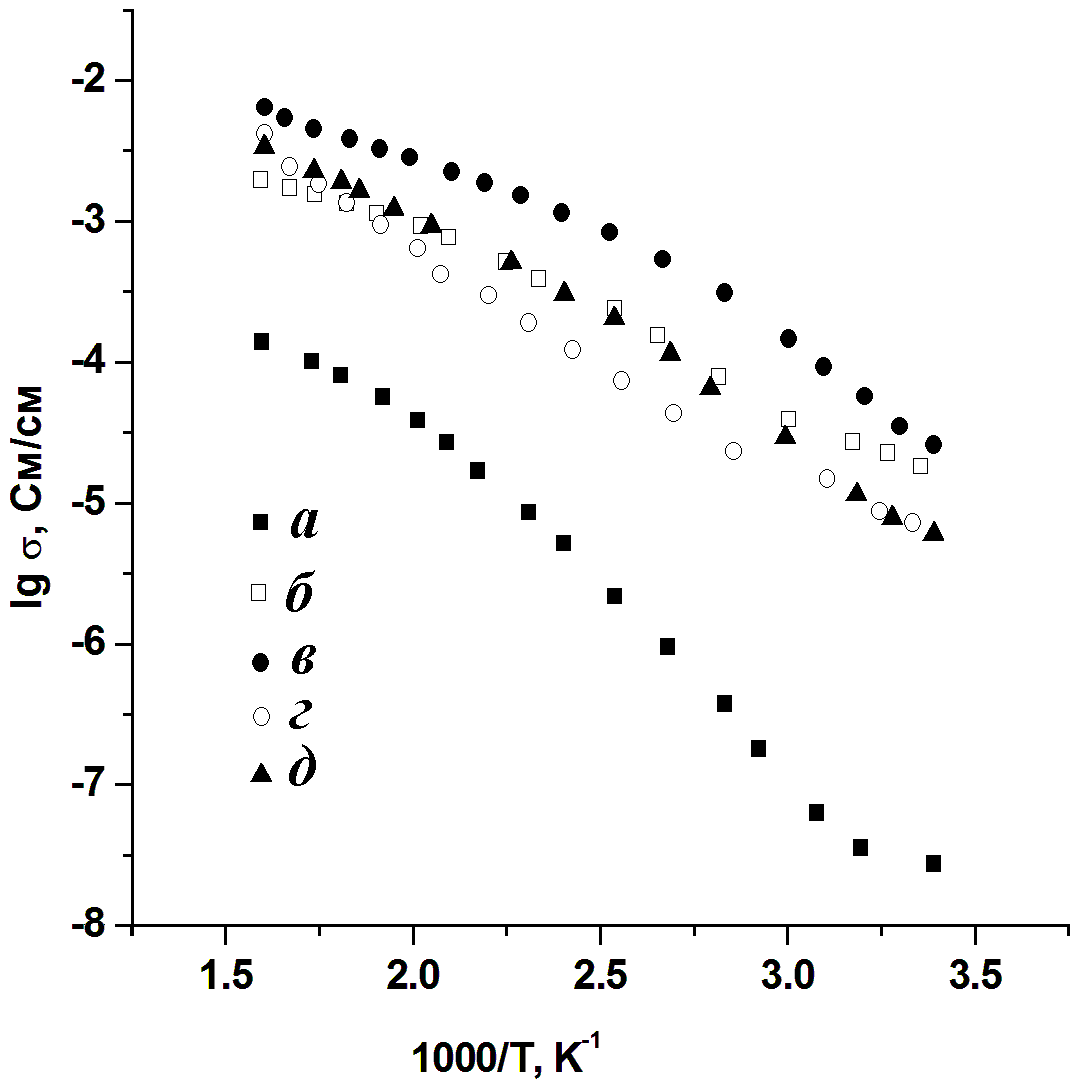 -2
-3
-4
-5
-6
-7
-8
lg σ, См/см
а
б
в
г
д
1.5 2.0 2.5 3.0 3.5
1000/T, K⁻¹